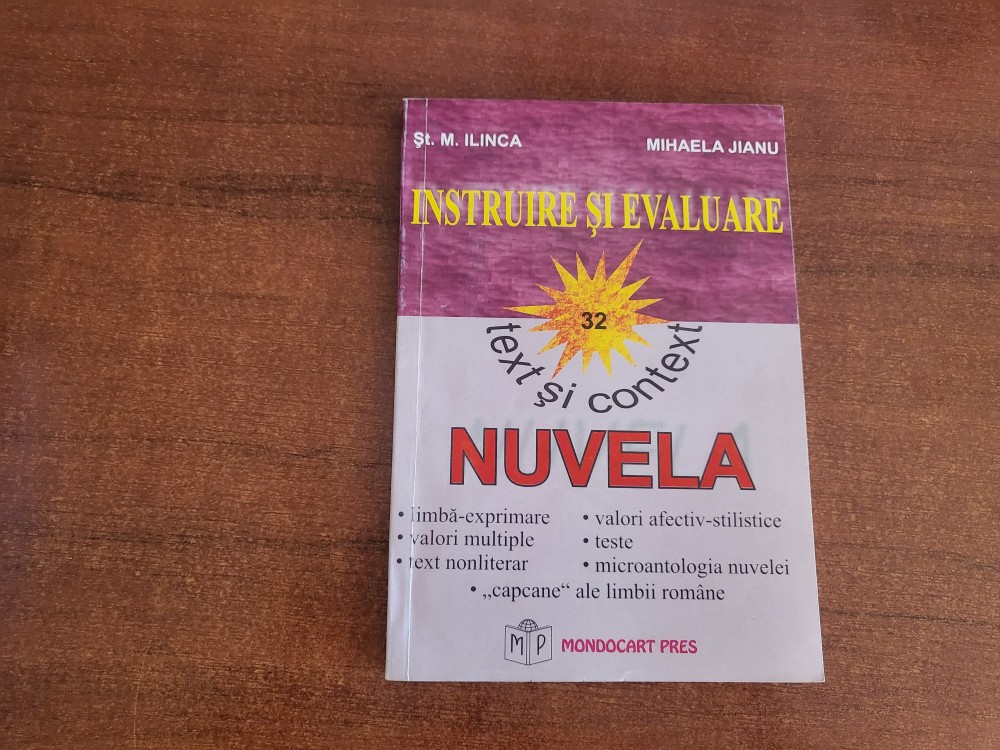 Şt. M. ILINCA
MIHAELA JIANU
INSTRUIRE ŞI EVALUARE
32
text şi context
NUVELA
• limbă-exprimare
• valori multiple
• text nonliterar
• valori afectiv-stilistice
• teste
• microantologia nuvelei
• „capcane“ ale limbii române
M P
MONDOCART PRES